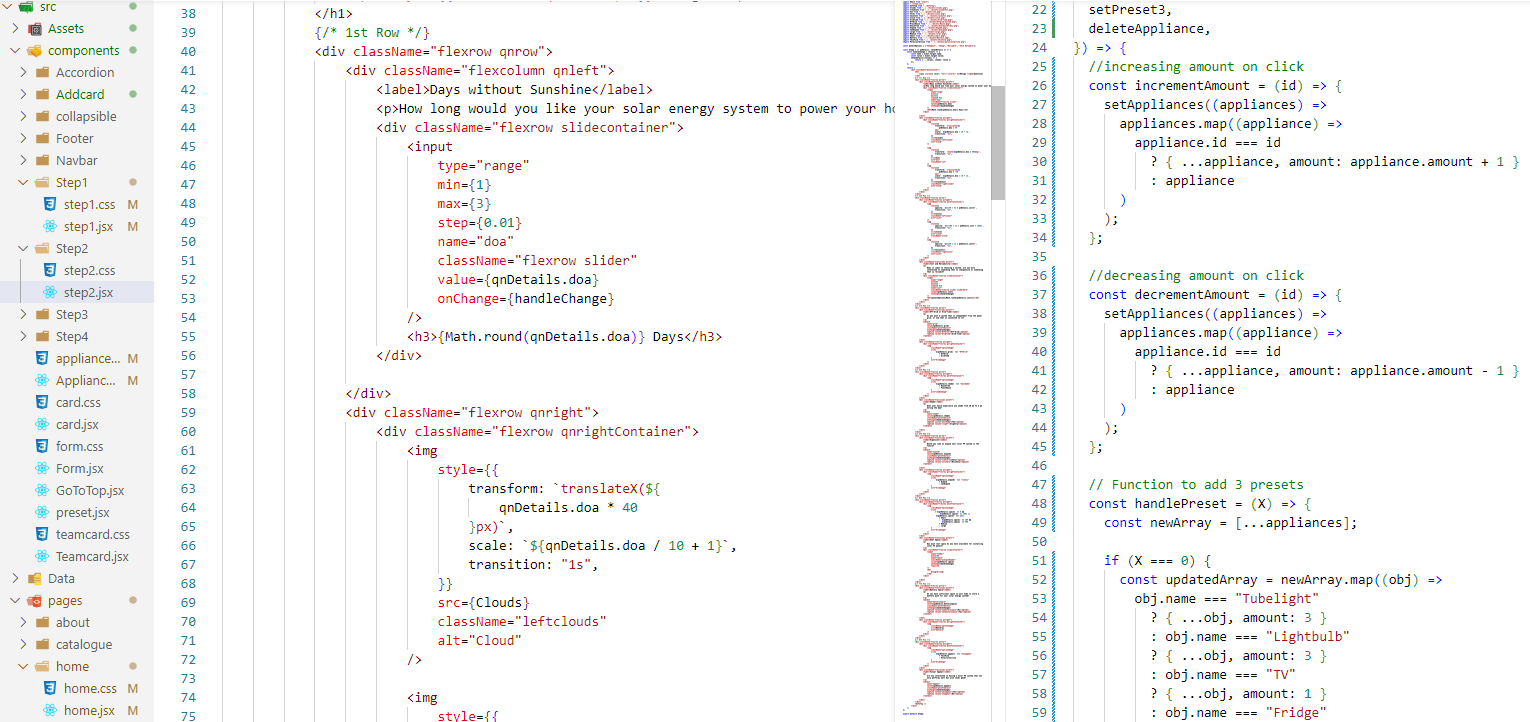 src
Assets
components
Accordion
Addcard
collapsible
Footer
Navbar
Step1
step1.css M
step1.jsx M
Step2
step2.css
step2.jsx
Step3
Step4
appliance... M
Applianc... M
card.css
card.jsx
form.css
Form.jsx
GoToTop.jsx
preset.jsx
teamcard.css
Teamcard.jsx
Data
pages
about
catalogue
home
home.css M
home.jsx M
38 </h1>
39 {/* 1st Row */}
40 <div className="flexrow qnrow">
41 <div className="flexcolumn qnleft">
42 <label>Days without Sunshine</label>
43 <p>How long would you like your solar energy system to power your ho
44 <div className="flexrow slidecontainer">
45 <input
46 type="range"
47 min={1}
48 max={3}
49 step={0.01}
50 name="doa"
51 className="flexrow slider"
52 value={qnDetails.doa}
53 onChange={handleChange}
54 />
55 <h3>{Math.round(qnDetails.doa)} Days</h3>
56 </div>
57
58 </div>
59 <div className="flexrow qnright">
60 <div className="flexrow qnrightContainer">
61 <img
62 style={{
63 transform: `translateX(${
64 qnDetails.doa * 40
65 }px)`,
66 scale: `${qnDetails.doa / 10 + 1}`,
67 transition: "1s",
68 }}
69 src={Clouds}
70 className="leftclouds"
71 alt="Cloud"
72 />
73
74 <img
75 style={{
22 setPreset3,
23 deleteAppliance,
24 }) => {
25 //increasing amount on click
26 const incrementAmount = (id) => {
27 setAppliances((appliances) =>
28 appliances.map((appliance) =>
29 appliance.id === id
30 ? { ...appliance, amount: appliance.amount + 1 }
31 : appliance
32 )
33 );
34 };
35
36 //decreasing amount on click
37 const decrementAmount = (id) => {
38 setAppliances((appliances) =>
39 appliances.map((appliance) =>
40 appliance.id === id
41 ? { ...appliance, amount: appliance.amount - 1 }
42 : appliance
43 )
44 );
45 };
46
47 // Function to add 3 presets
48 const handlePreset = (X) => {
49 const newArray = [...appliances];
50
51 if (X === 0) {
52 const updatedArray = newArray.map((obj) =>
53 obj.name === "Tubelight"
54 ? { ...obj, amount: 3 }
55 : obj.name === "Lightbulb"
56 ? { ...obj, amount: 3 }
57 : obj.name === "TV"
58 ? { ...obj, amount: 1 }
59 : obj.name === "Fridge"